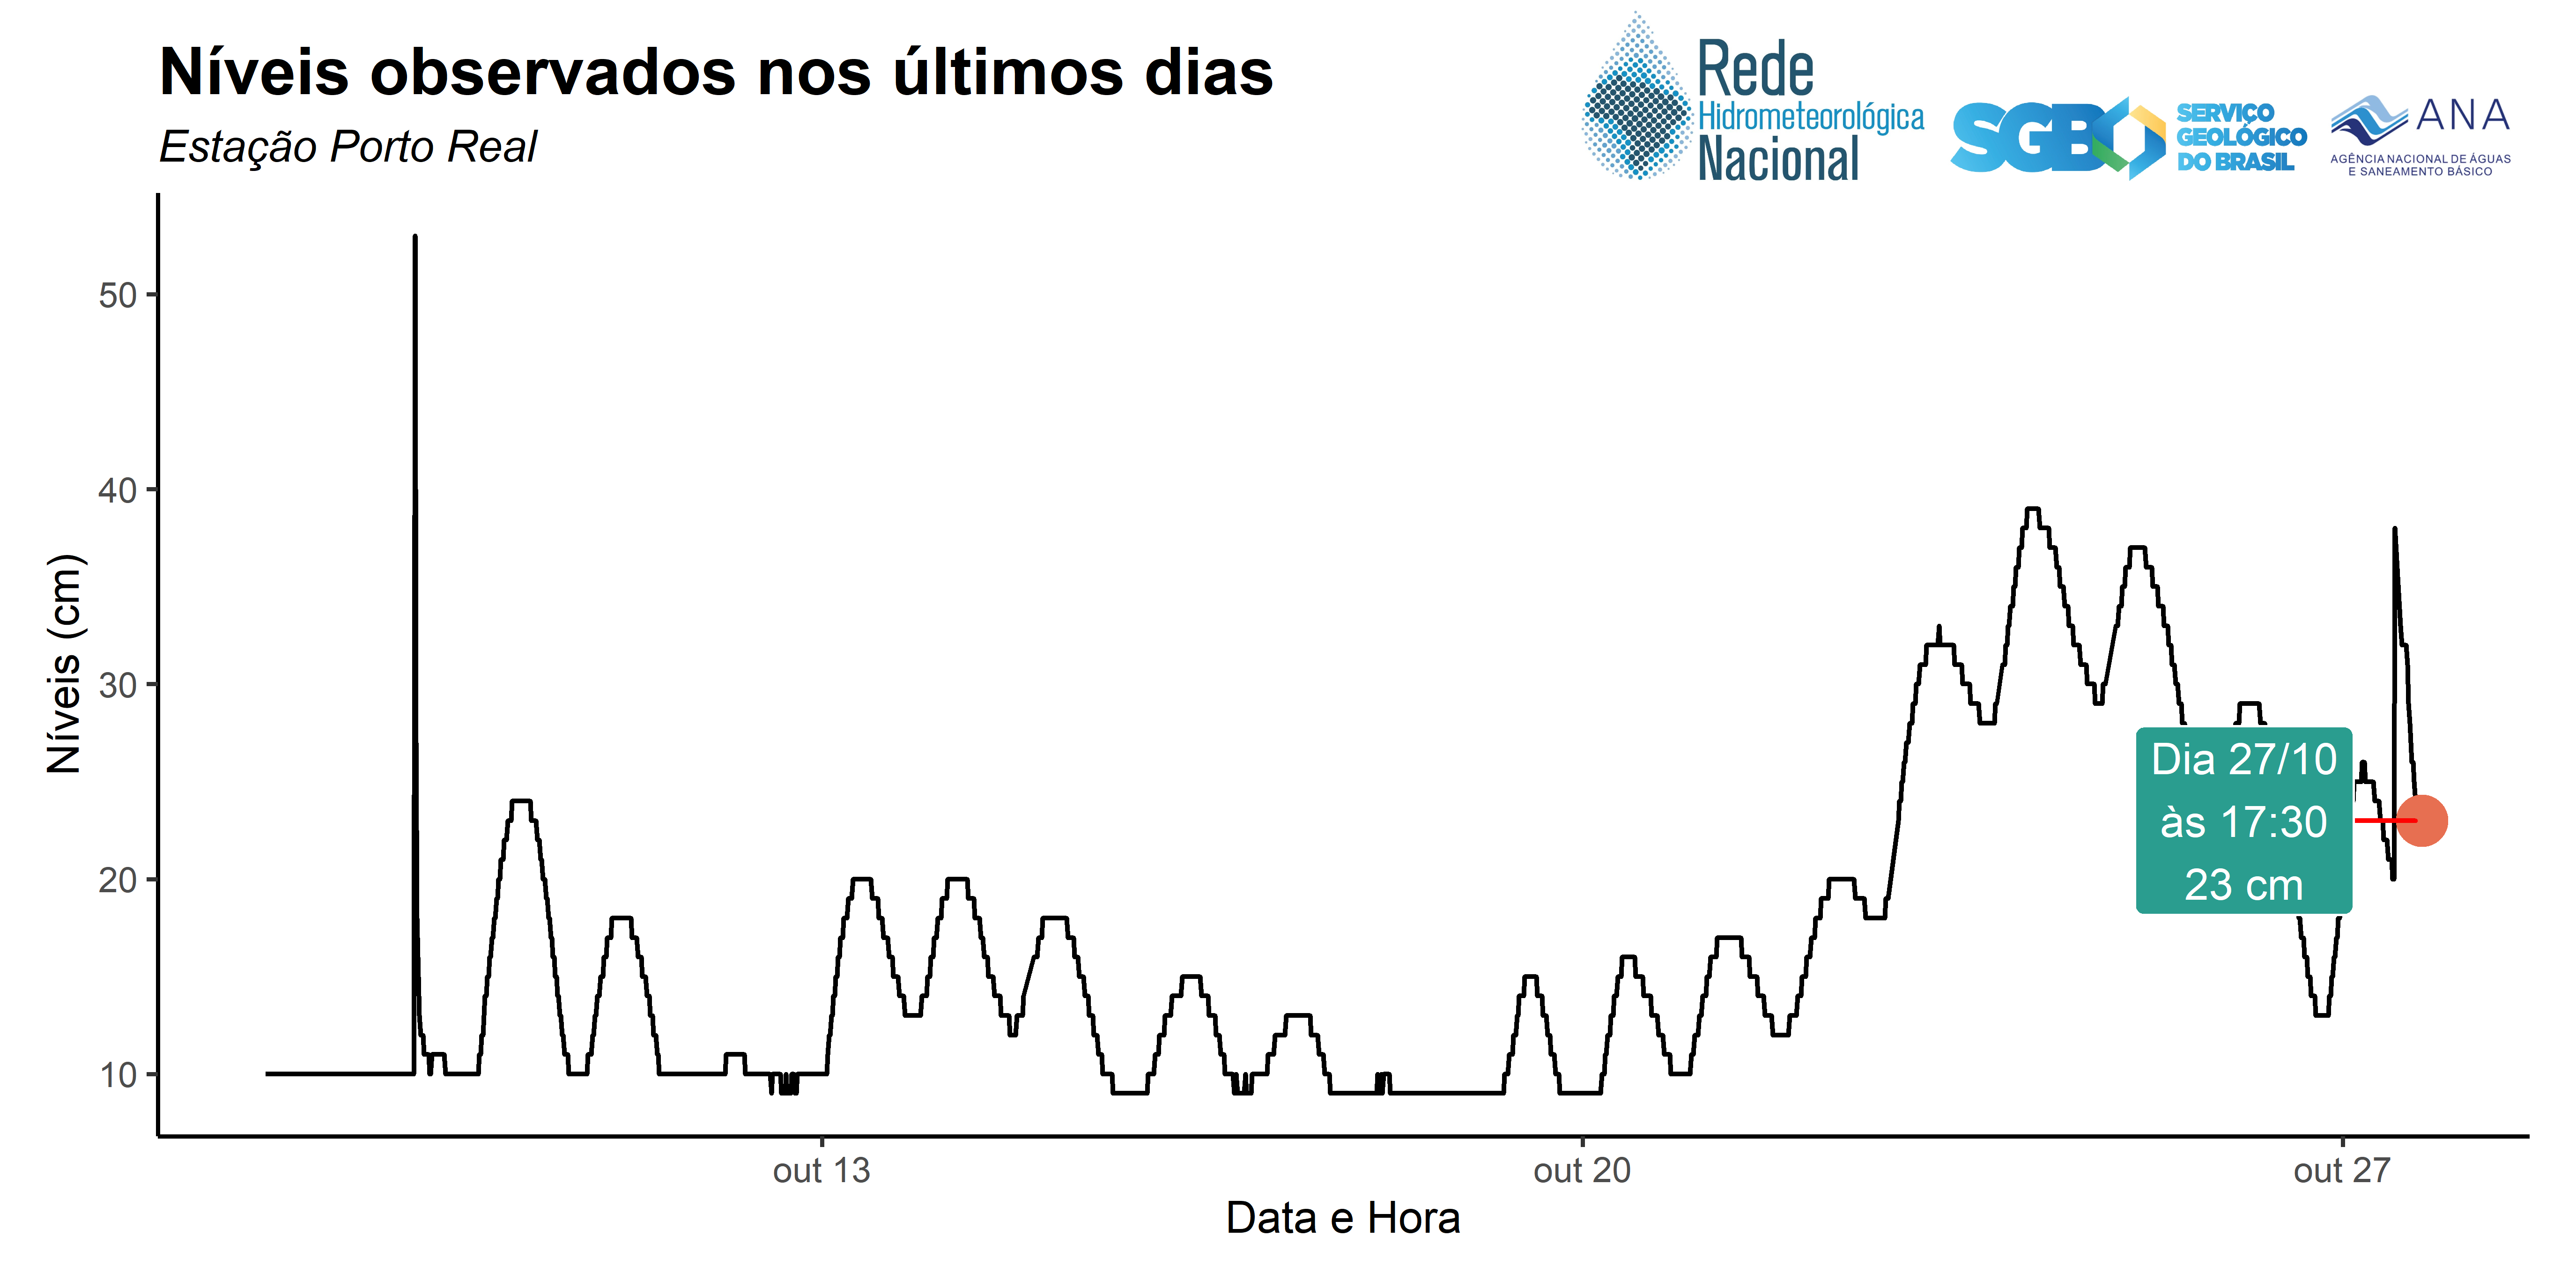 Níveis observados nos últimos dias
Estação Porto Real
Rede
Hidrometeorológica
Nacional
SGB
SERVIÇO
GEOLÓGICO
DO BRASIL
ANA
AGÊNCIA NACIONAL DE ÁGUAS
E SANEAMENTO BÁSICO
Níveis (cm)
50
40
30
20
10
Dia 27/10
às 17:30
23 cm
out 13
out 20
out 27
Data e Hora